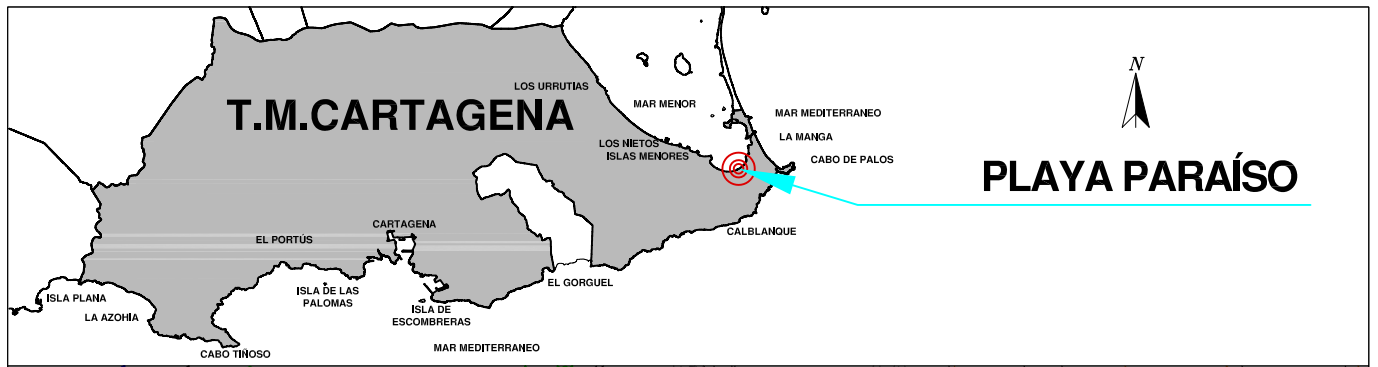 N
LOS URRUTIAS
MAR MENOR
T.M.CARTAGENA
MAR MEDITERRANEO
LA MANGA
LOS NIETOS
ISLAS MENORES
CABO DE PALOS
PLAYA PARAÍSO
CARTAGENA
CALBLANQUE
EL PORTÚS
EL GORGUEL
ISLA PLANA
ISLA DE LAS
PALOMAS
LA AZOHIA
ISLA DE
ESCOMBRERAS
CABO TIÑOSO
MAR MEDITERRANEO